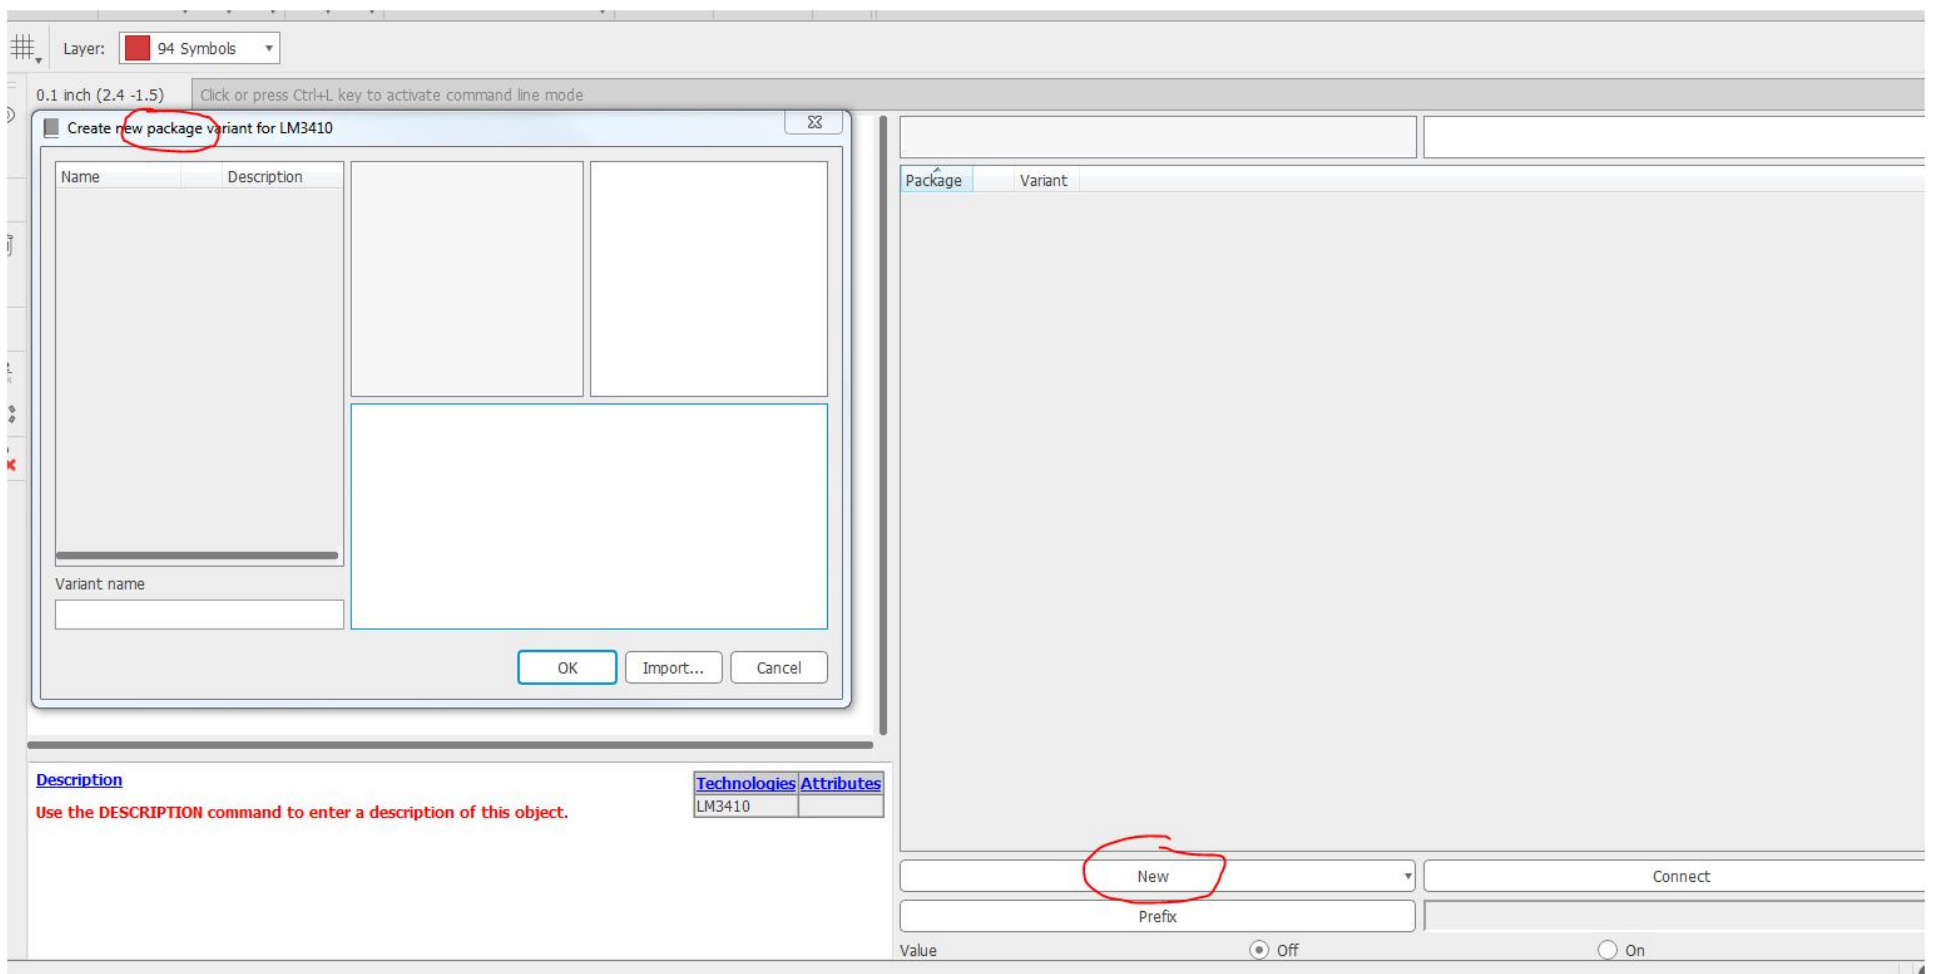 Layer: 94 Symbols
0.1 inch (2.4 -1.5) Click or press Ctrl+L key to activate command line mode
Create new package variant for LM3410
Name Description
Variant name
OK Import... Cancel
Package Variant
Description
Use the DESCRIPTION command to enter a description of this object.
Technologies Attributes
LM3410
New Connect
Prefix
Value Off On